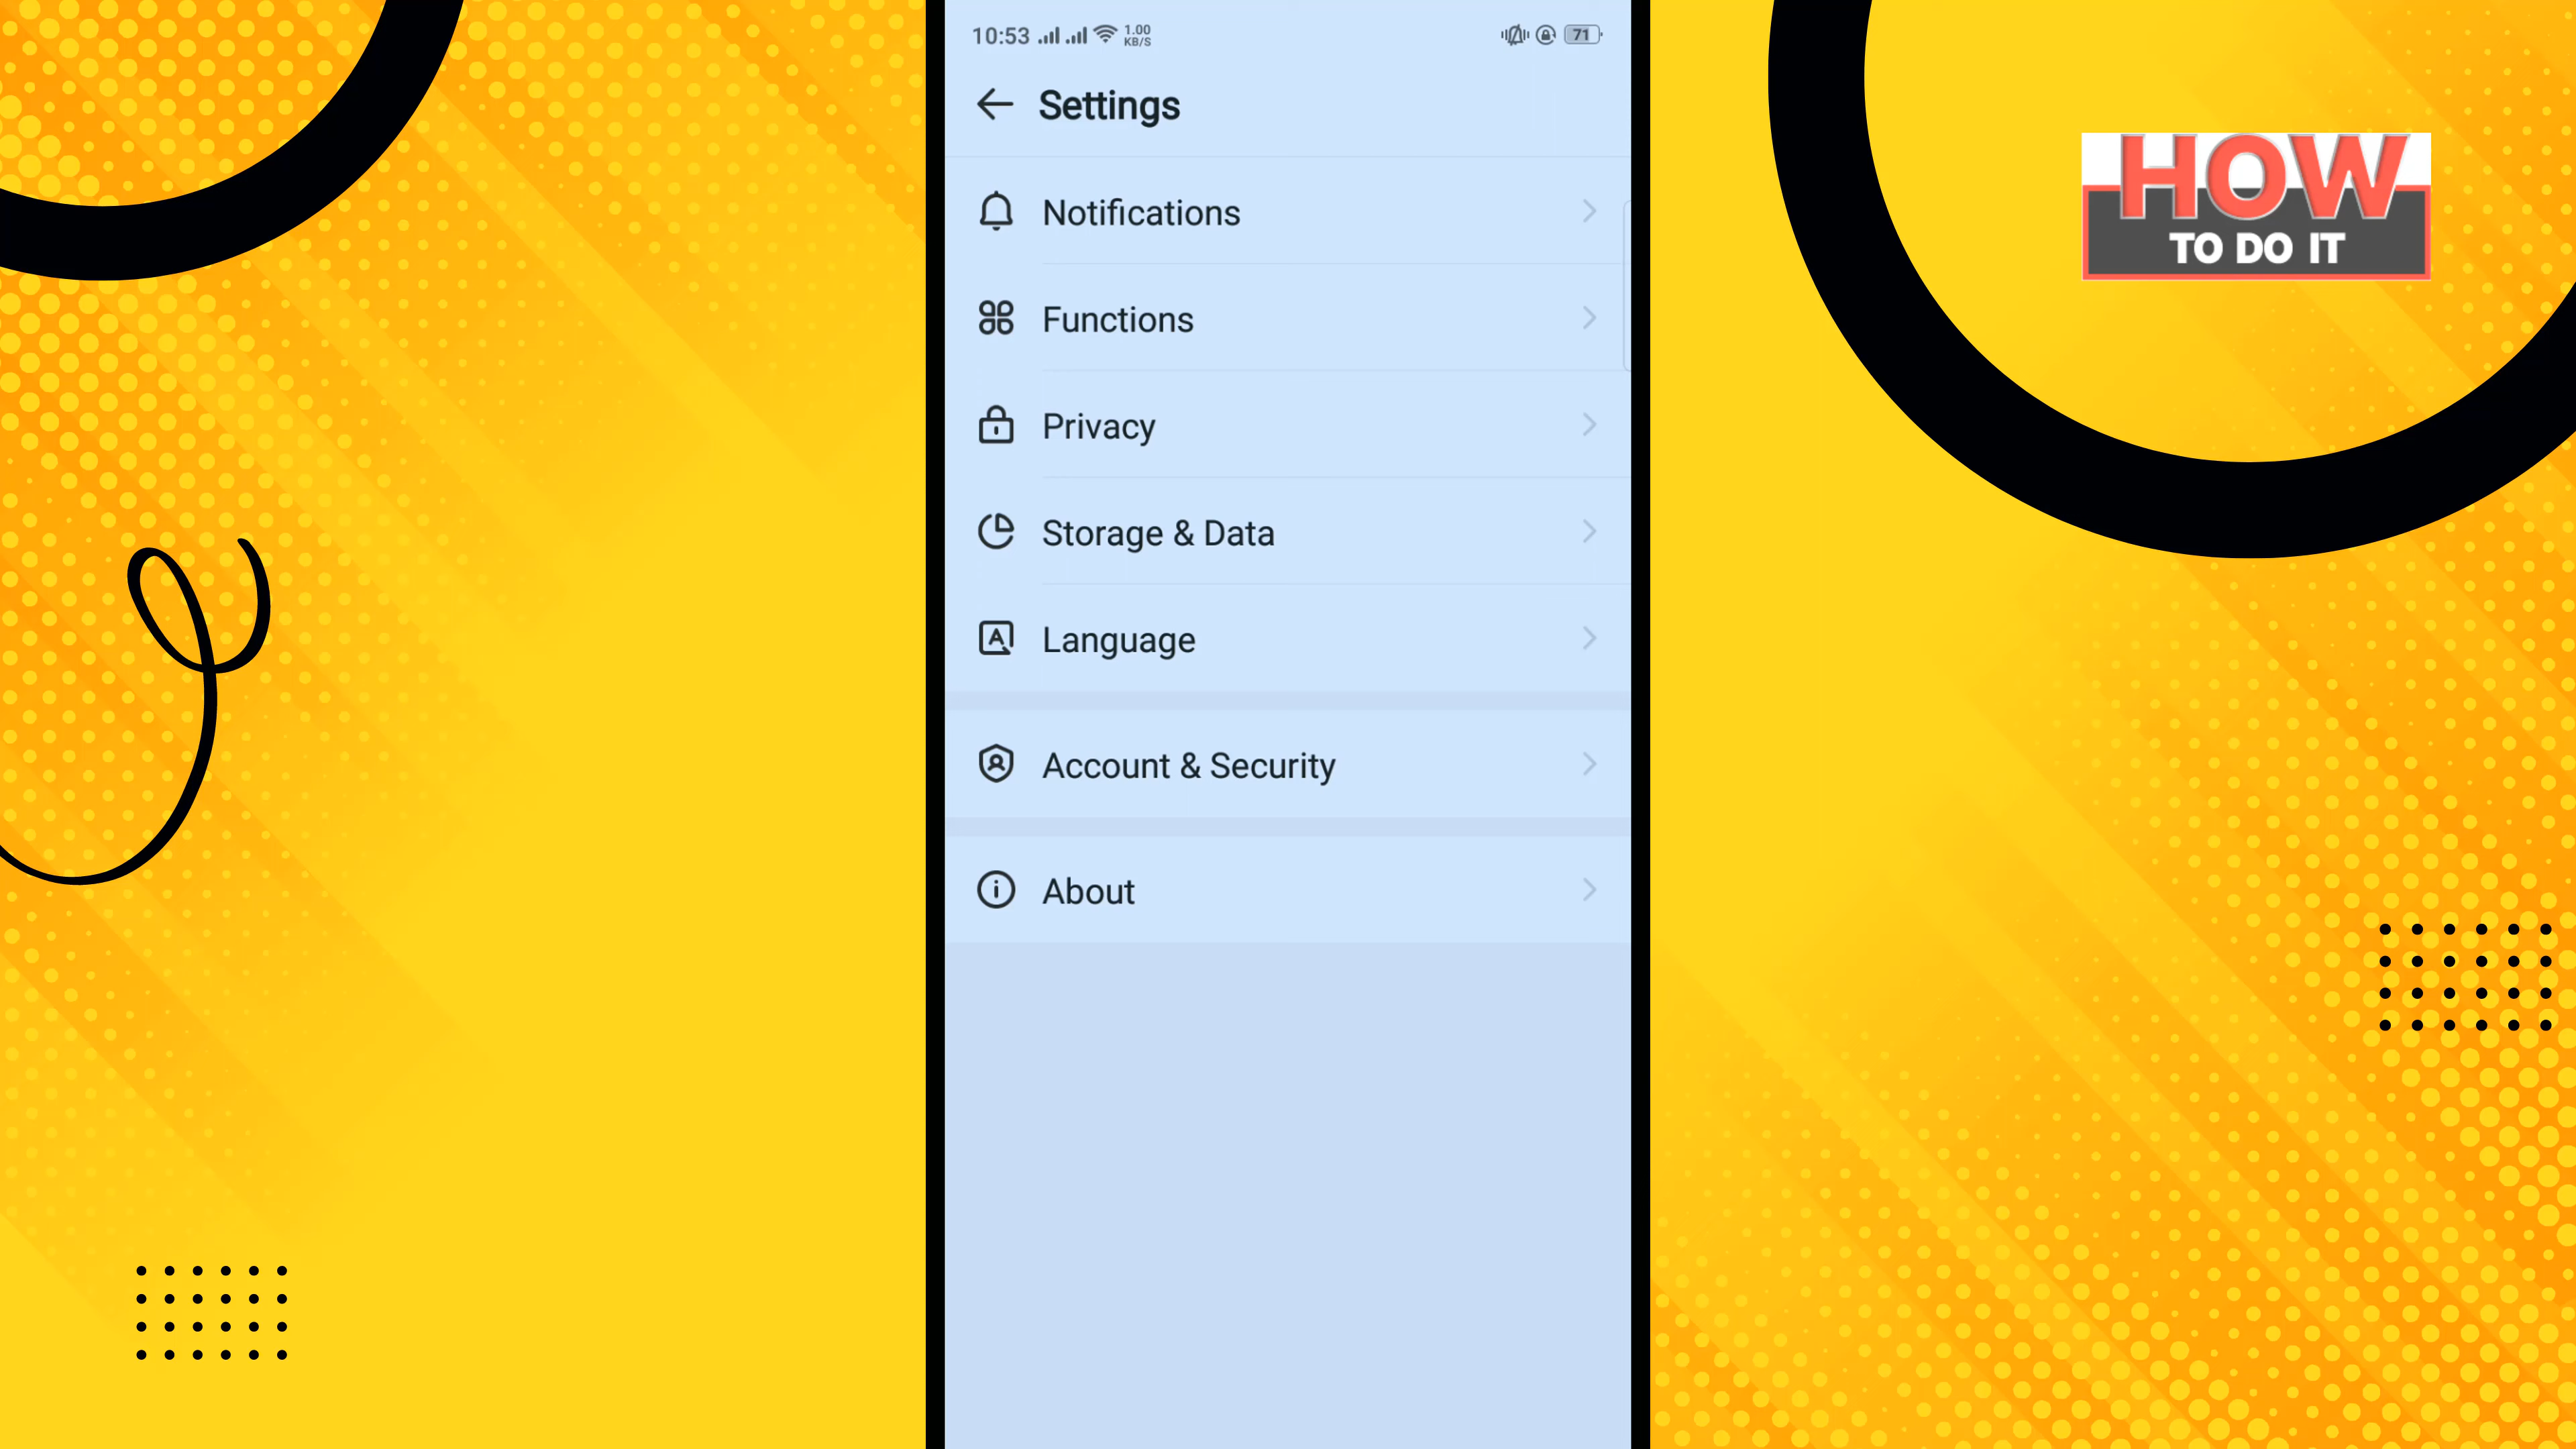 10:53 1.00 KB/S 71
Settings
HOW
TO DO IT
Notifications
Functions
Privacy
Storage & Data
Language
Account & Security
About